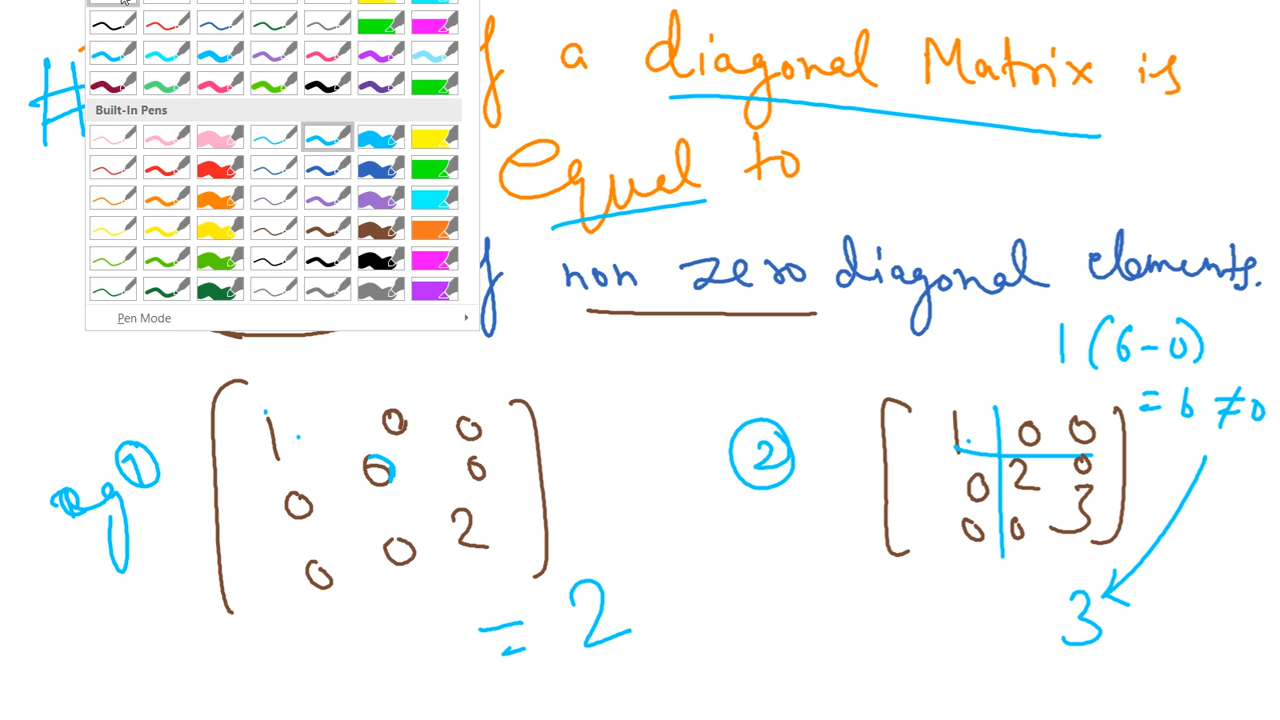 f a diagonal Matrix is
Built-In Pens
Equal to
f non zero diagonal elements.
Pen Mode
1 (6-0)
= 6 ≠0
eg ① 1 0 0
0 0 0
0 0 2
= 2
② 1 0 0
0 2 0
0 0 3
3